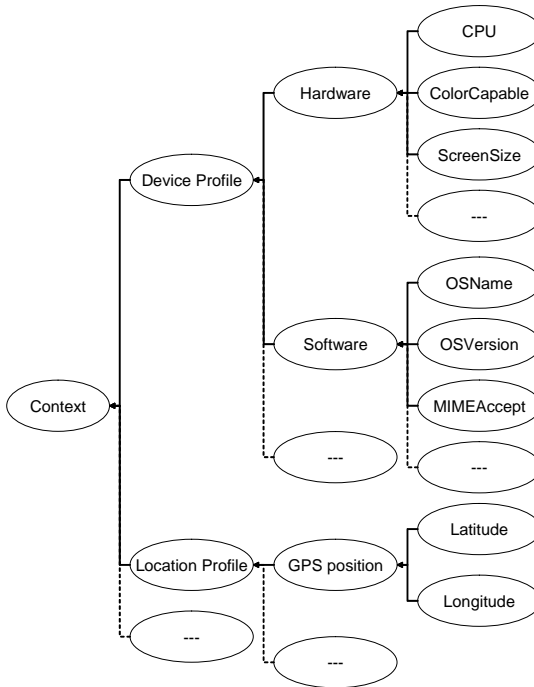 CPU
Hardware
ColorCapable
ScreenSize
Device Profile
---
OSName
Software
OSVersion
Context
MIMEAccept
---
---
Latitude
Location Profile
GPS position
Longitude
---
---